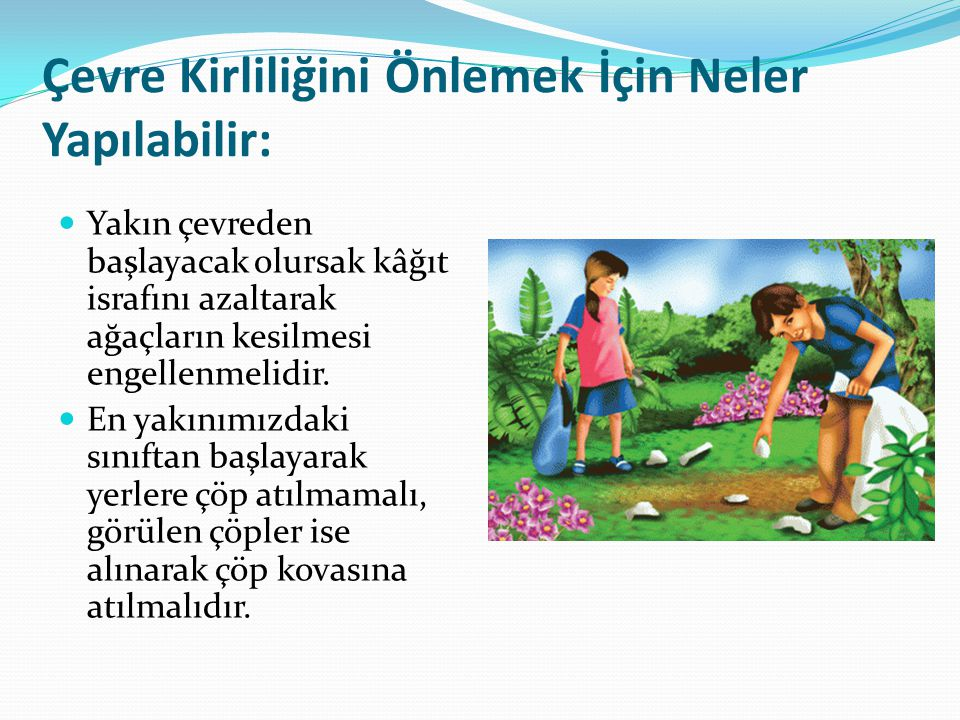 Çevre Kirliliğini Önlemek İçin Neler
Yapılabilir:
Yakın çevreden
başlayacak olursak kâğıt
israfını azaltarak
ağaçların kesilmesi
engellenmelidir.
En yakınımızdaki
sınıftan başlayarak
yerlere çöp atılmamalı,
görülen çöpler ise
alınarak çöp kovasına
atılmalıdır.